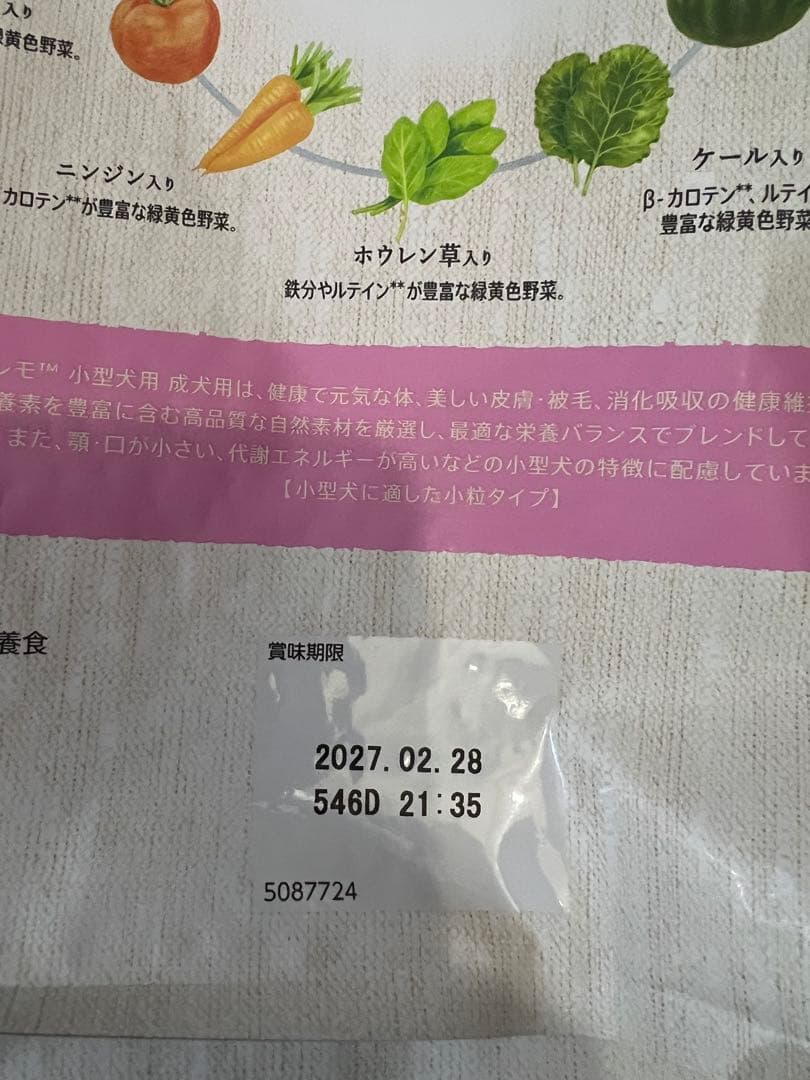 入り
黄色野菜。
ニンジン入り
カロテン**が豊富な緑黄色野菜。
ホウレン草入り
鉄分やルテイン**が豊富な緑黄色野菜。
ケール入り
β-カロテン**、ルテイ
豊富な緑黄色野菜
レモ™ 小型犬用 成犬用は、健康で元気な体、美しい皮膚・被毛、消化吸収の健康維
養素を豊富に含む高品質な自然素材を厳選し、最適な栄養バランスでブレンドして
また、顎・口が小さい、代謝エネルギーが高いなどの小型犬の特徴に配慮していま
【小型犬に適した小粒タイプ】
養食
賞味期限
2027.02.28
546D 21:35
5087724